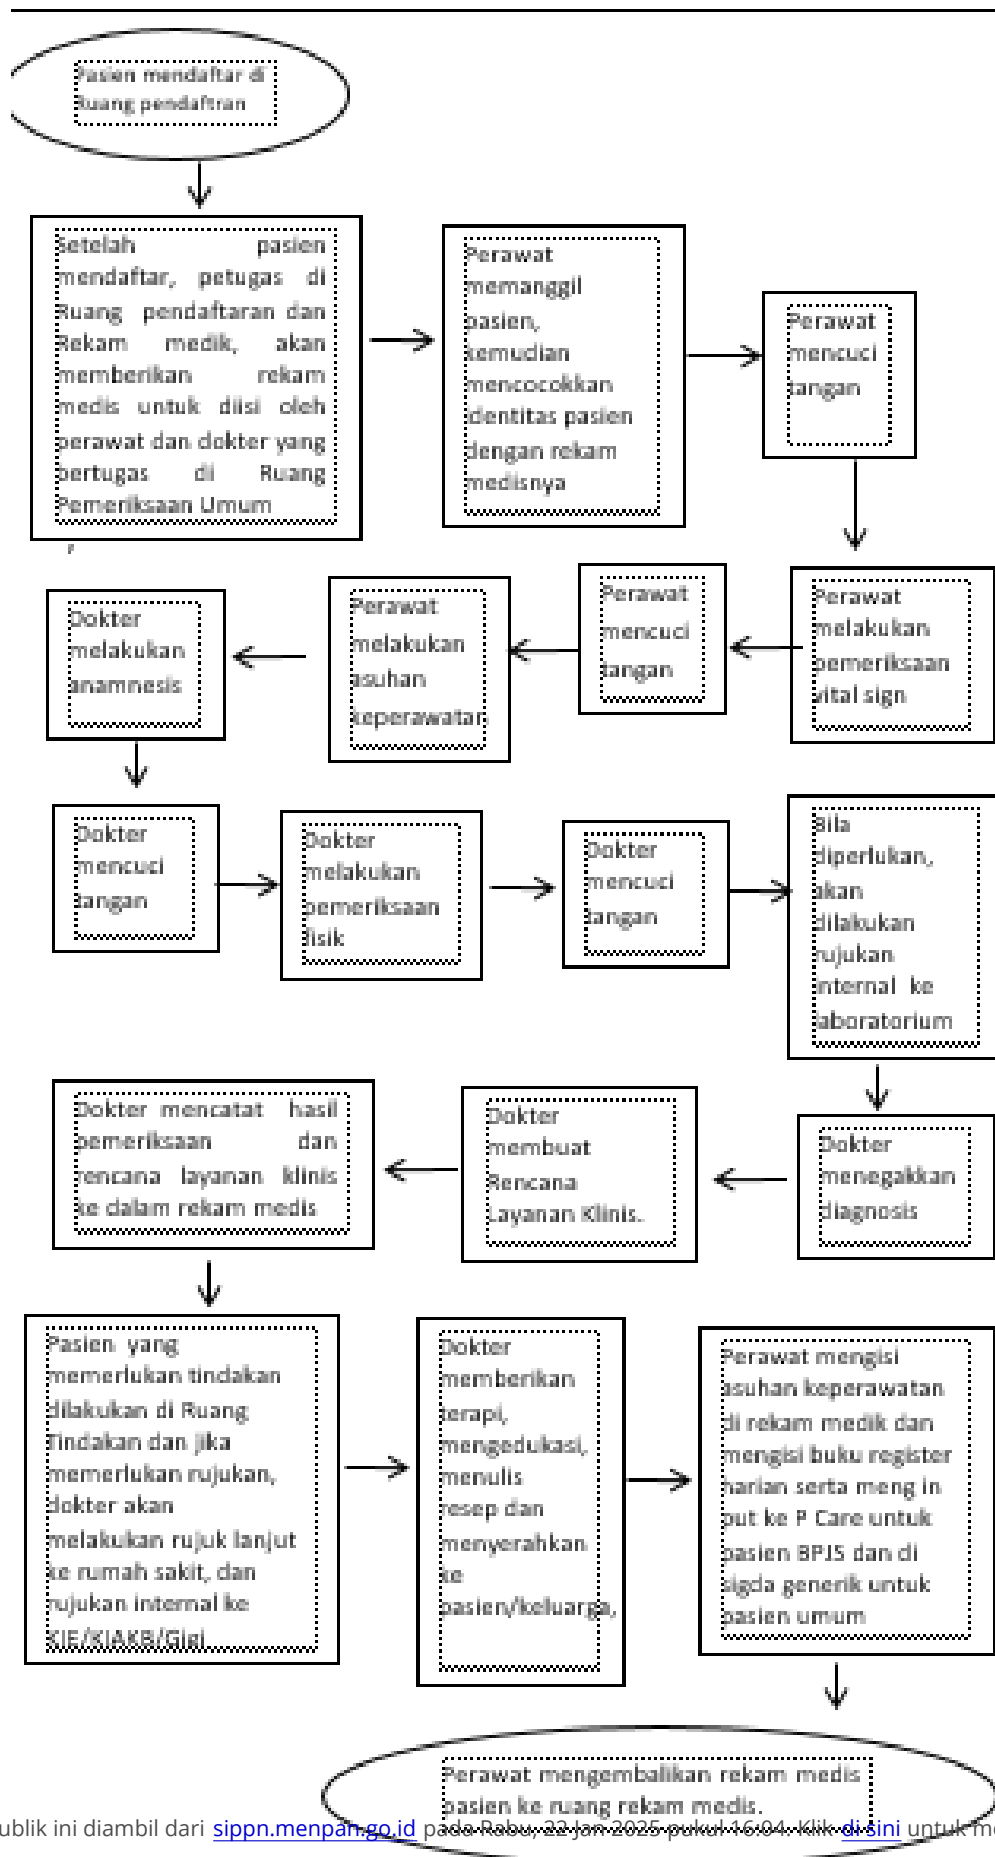 Pasien mendaftar di
Ruang pendaftran
Setelah pasien
mendaftar, petugas di
Ruang pendaftaran dan
Rekam medik, akan
memberikan rekam
medis untuk diisi oleh
perawat dan dokter yang
bertugas di Ruang
Pemeriksaan Umum
,
Perawat
memanggil
pasien,
kemudian
mencocokkan
identitas pasien
dengan rekam
medisnya
Perawat
mencuci
tangan
Perawat
melakukan
pemeriksaan
vital sign
Perawat
mencuci
tangan
Perawat
melakukan
asuhan
keperawatan
Dokter
melakukan
anamnesis
Dokter
mencuci
tangan
Dokter
melakukan
pemeriksaan
fisik
Dokter
mencuci
tangan
Bila
diperlukan,
akan
dilakukan
rujukan
internal ke
laboratorium
Dokter
menegakkan
diagnosis
Dokter
membuat
Rencana
Layanan Klinis.
Dokter mencatat hasil
pemeriksaan dan
rencana layanan klinis
ke dalam rekam medis
Pasien yang
memerlukan tindakan
dilakukan di Ruang
Tindakan dan jika
memerlukan rujukan,
dokter akan
melakukan rujuk lanjut
ke rumah sakit, dan
rujukan internal ke
KIE/KIAKB/Gigi
Dokter
memberikan
terapi,
mengedukasi,
menulis
resep dan
menyerahkan
ke
pasien/keluarga,
Perawat mengisi
asuhan keperawatan
di rekam medik dan
mengisi buku register
harian serta meng in
put ke P Care untuk
pasien BPJS dan di
sigda generik untuk
pasien umum
Perawat mengembalikan rekam medis
pasien ke ruang rekam medis.
ublik ini diambil dari sippn.menpan.go.id pada Rabu, 22 Jan 2025 pukul 16:04. Klik di sini untuk